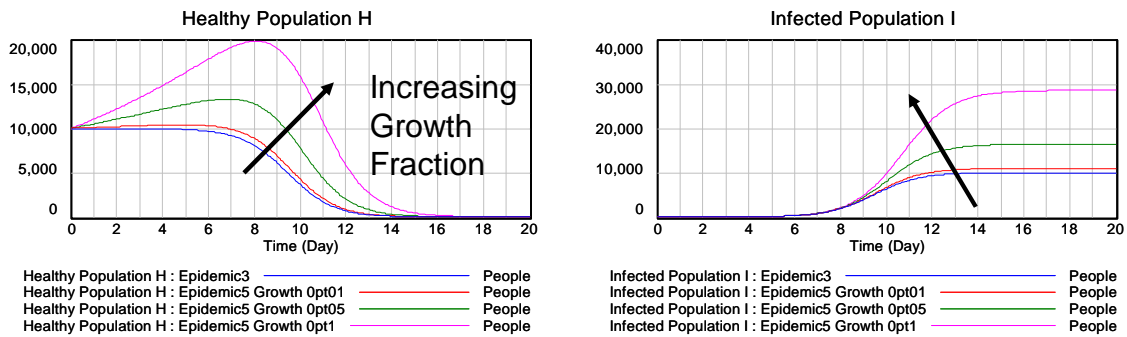 Healthy Population H
20,000
15,000
10,000
5,000
0
0 2 4 6 8 10 12 14 16 18 20
Time (Day)
Increasing
Growth
Fraction
Healthy Population H : Epidemic3 People
Healthy Population H : Epidemic5 Growth 0pt01 People
Healthy Population H : Epidemic5 Growth 0pt05 People
Healthy Population H : Epidemic5 Growth 0pt1 People
Infected Population I
40,000
30,000
20,000
10,000
0
0 2 4 6 8 10 12 14 16 18 20
Time (Day)
Infected Population I : Epidemic3 People
Infected Population I : Epidemic5 Growth 0pt01 People
Infected Population I : Epidemic5 Growth 0pt05 People
Infected Population I : Epidemic5 Growth 0pt1 People